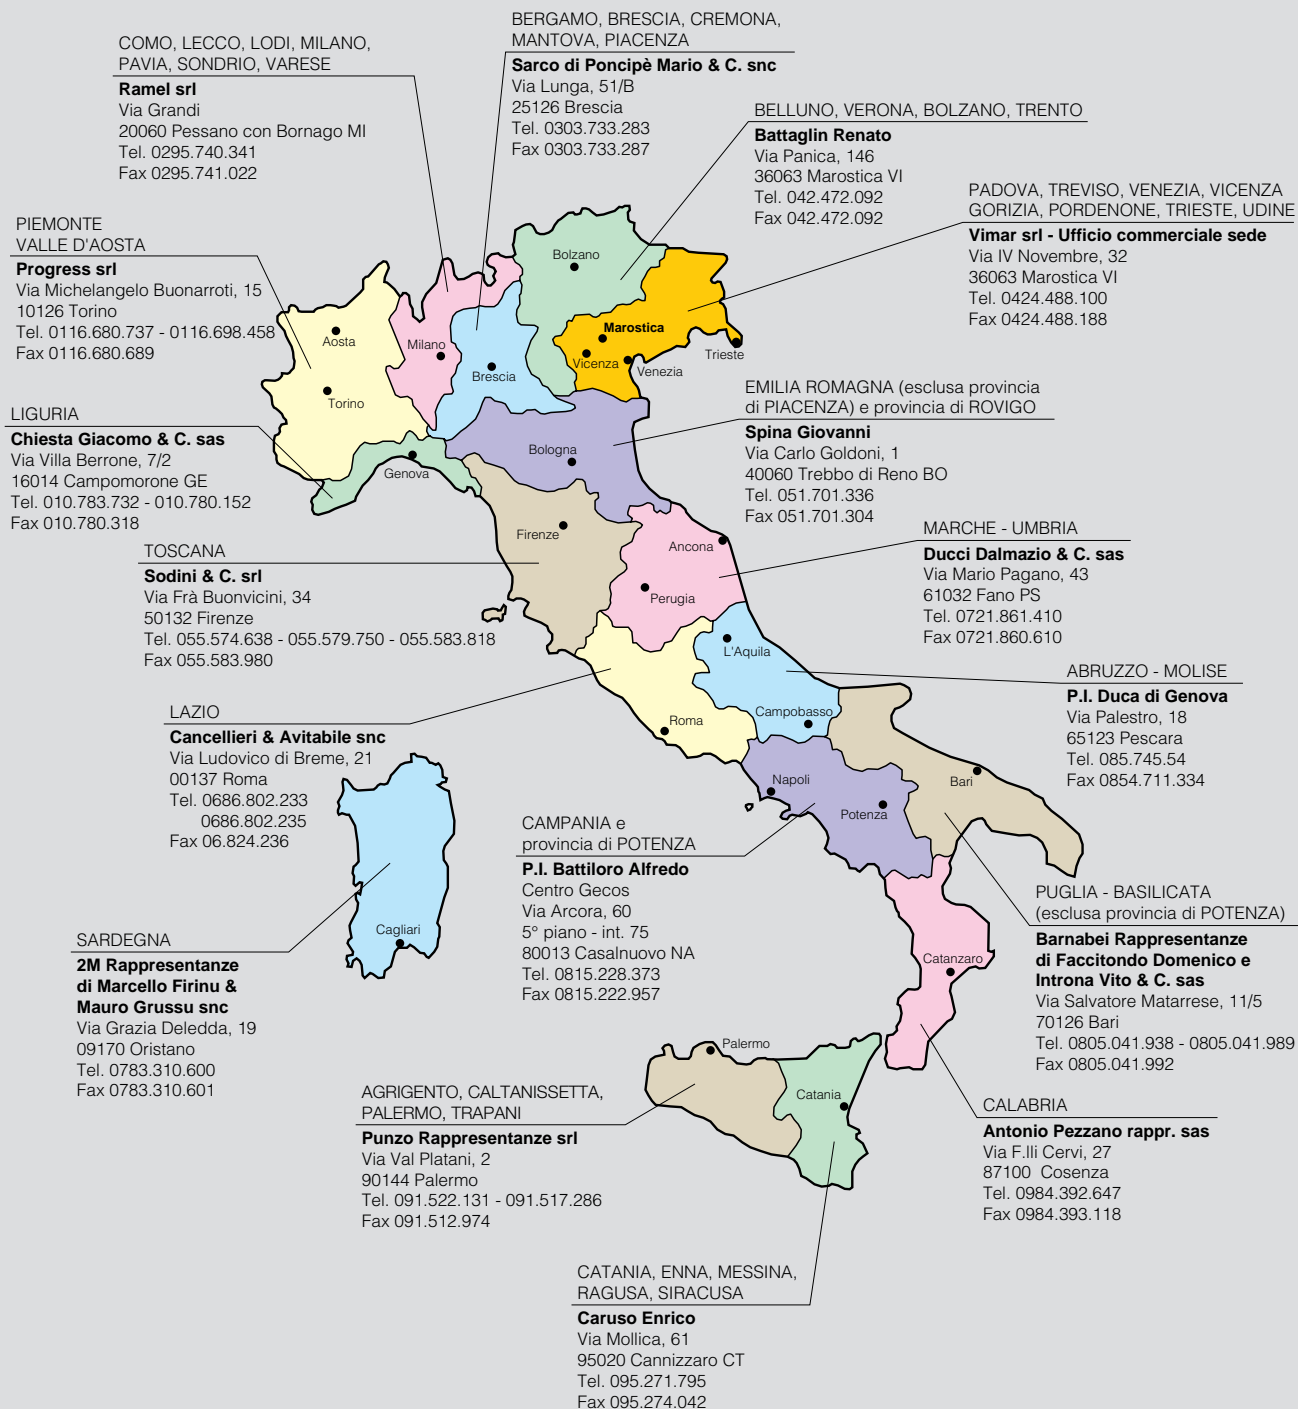 BERGAMO, BRESCIA, CREMONA,
MANTOVA, PIACENZA
Sarco di Poncipè Mario & C. snc
Via Lunga, 51/B
25126 Brescia
Tel. 0303.733.283
Fax 0303.733.287
COMO, LECCO, LODI, MILANO,
PAVIA, SONDRIO, VARESE
Ramel srl
Via Grandi
20060 Pessano con Bornago MI
Tel. 0295.740.341
Fax 0295.741.022
BELLUNO, VERONA, BOLZANO, TRENTO
Battaglin Renato
Via Panica, 146
36063 Marostica VI
Tel. 042.472.092
Fax 042.472.092
PADOVA, TREVISO, VENEZIA, VICENZA
GORIZIA, PORDENONE, TRIESTE, UDINE
Vimar srl - Ufficio commerciale sede
Via IV Novembre, 32
36063 Marostica VI
Tel. 0424.488.100
Fax 0424.488.188
PIEMONTE
VALLE D'AOSTA
Progress srl
Via Michelangelo Buonarroti, 15
10126 Torino
Tel. 0116.680.737 - 0116.698.458
Fax 0116.680.689
Bolzano
Aosta
Milano
Brescia
Marostica
Vicenza
Venezia
Trieste
Torino
EMILIA ROMAGNA (esclusa provincia
di PIACENZA) e provincia di ROVIGO
Spina Giovanni
Via Carlo Goldoni, 1
40060 Trebbo di Reno BO
Tel. 051.701.336
Fax 051.701.304
LIGURIA
Chiesta Giacomo & C. sas
Via Villa Berrone, 7/2
16014 Campomorone GE
Tel. 010.783.732 - 010.780.152
Fax 010.780.318
Genova
Bologna
Firenze
Ancona
Perugia
MARCHE - UMBRIA
Ducci Dalmazio & C. sas
Via Mario Pagano, 43
61032 Fano PS
Tel. 0721.861.410
Fax 0721.860.610
TOSCANA
Sodini & C. srl
Via Frà Buonvicini, 34
50132 Firenze
Tel. 055.574.638 - 055.579.750 - 055.583.818
Fax 055.583.980
L'Aquila
ABRUZZO - MOLISE
P.I. Duca di Genova
Via Palestro, 18
65123 Pescara
Tel. 085.745.54
Fax 0854.711.334
LAZIO
Cancellieri & Avitabile snc
Via Ludovico di Breme, 21
00137 Roma
Tel. 0686.802.233
0686.802.235
Fax 06.824.236
Roma
Campobasso
Napoli
Potenza
Bari
CAMPANIA e
provincia di POTENZA
P.I. Battiloro Alfredo
Centro Gecos
Via Arcora, 60
5° piano - int. 75
80013 Casalnuovo NA
Tel. 0815.228.373
Fax 0815.222.957
PUGLIA - BASILICATA
(esclusa provincia di POTENZA)
Barnabei Rappresentanze
di Faccitondo Domenico e
Introna Vito & C. sas
Via Salvatore Matarrese, 11/5
70126 Bari
Tel. 0805.041.938 - 0805.041.989
Fax 0805.041.992
Cagliari
SARDEGNA
2M Rappresentanze
di Marcello Firinu &
Mauro Grussu snc
Via Grazia Deledda, 19
09170 Oristano
Tel. 0783.310.600
Fax 0783.310.601
Catanzaro
Palermo
Catania
AGRIGENTO, CALTANISSETTA,
PALERMO, TRAPANI
Punzo Rappresentanze srl
Via Val Platani, 2
90144 Palermo
Tel. 091.522.131 - 091.517.286
Fax 091.512.974
CALABRIA
Antonio Pezzano rappr. sas
Via F.lli Cervi, 27
87100 Cosenza
Tel. 0984.392.647
Fax 0984.393.118
CATANIA, ENNA, MESSINA,
RAGUSA, SIRACUSA
Caruso Enrico
Via Mollica, 61
95020 Cannizzaro CT
Tel. 095.271.795
Fax 095.274.042